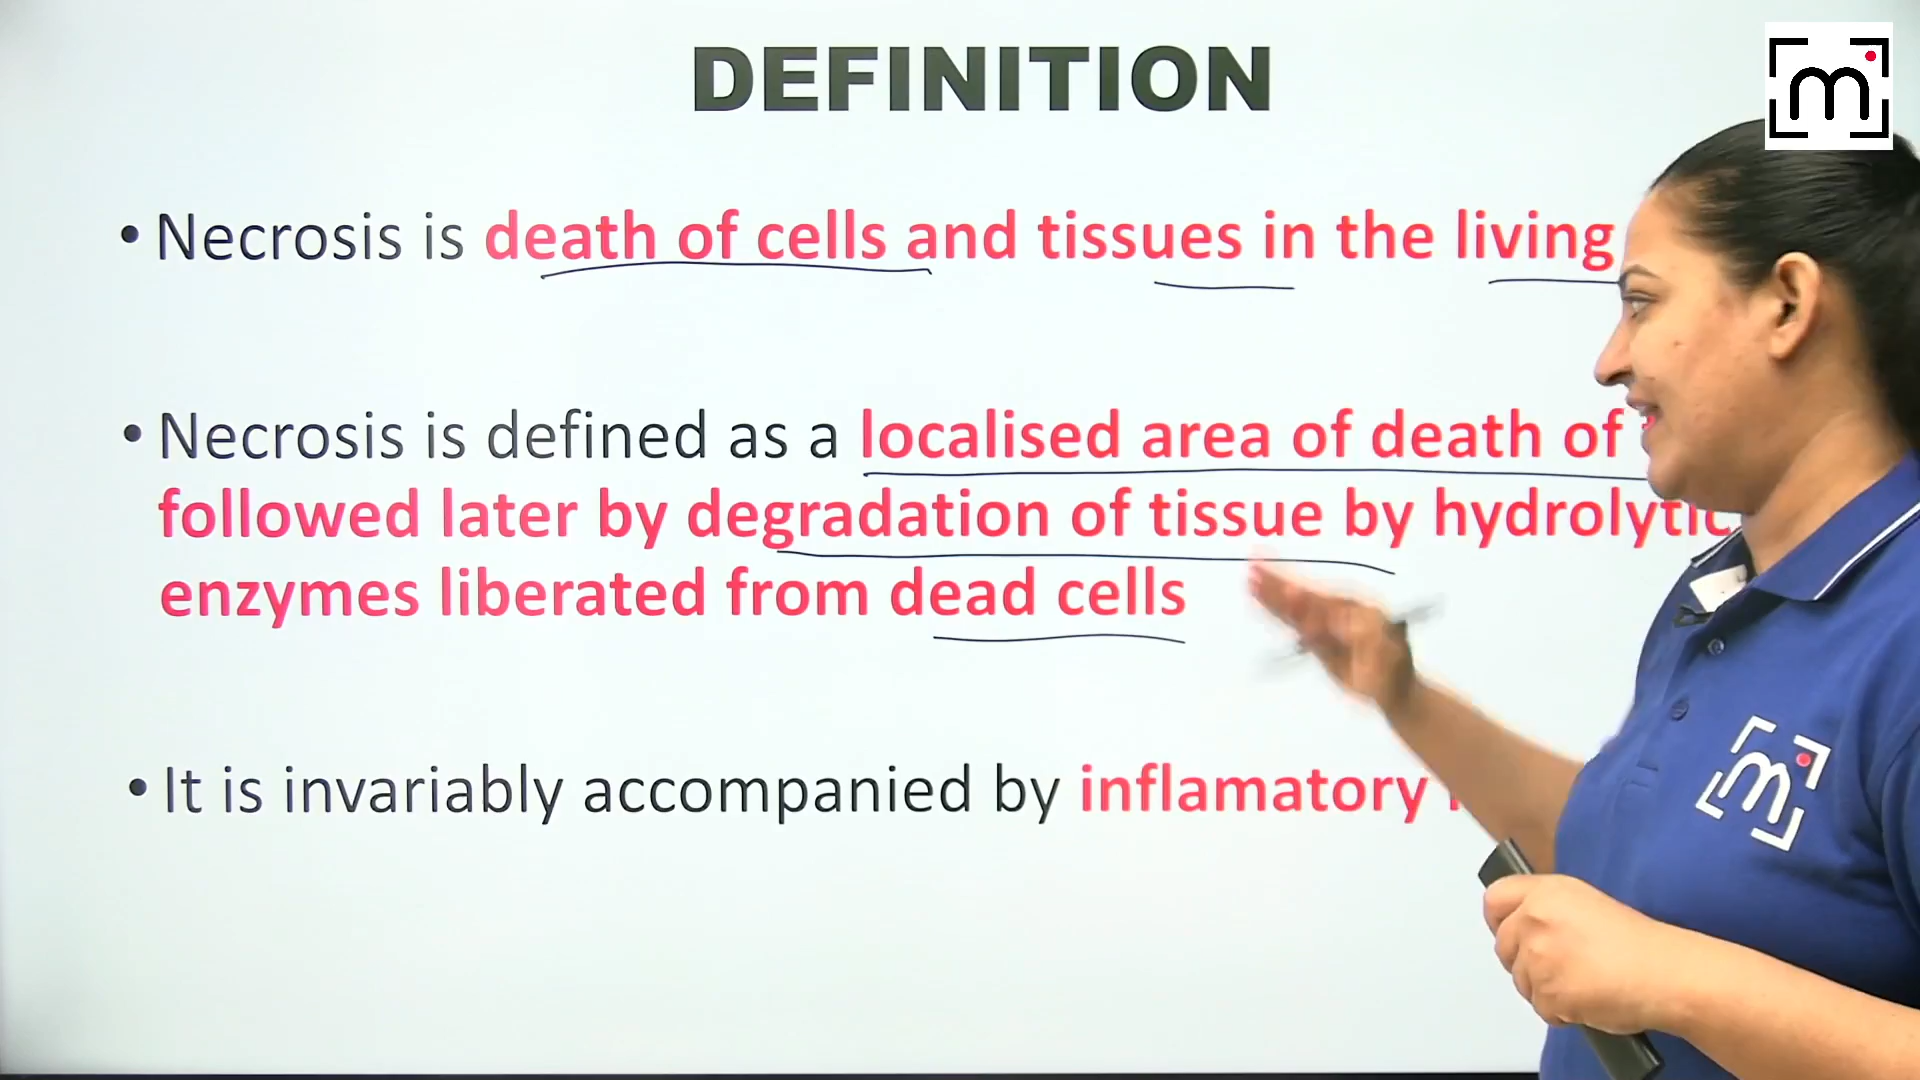 DEFINITION
m
• Necrosis is death of cells and tissues in the living
• Necrosis is defined as a localised area of death of
followed later by degradation of tissue by hydrolytic
enzymes liberated from dead cells
• It is invariably accompanied by inflamatory
m